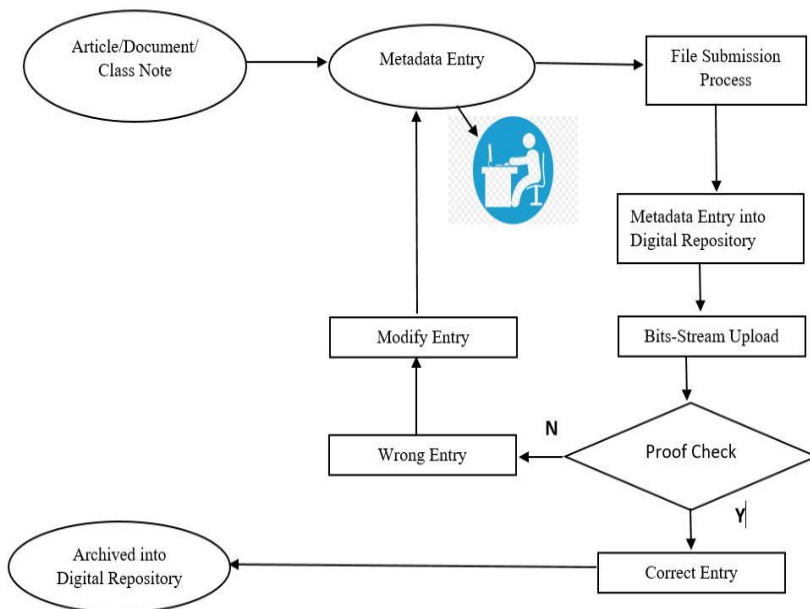 Article/Document/
Class Note
Metadata Entry
File Submission
Process
Metadata Entry into
Digital Repository
Bits-Stream Upload
Modify Entry
N
Proof Check
Wrong Entry
Y
Archived into
Digital Repository
Correct Entry